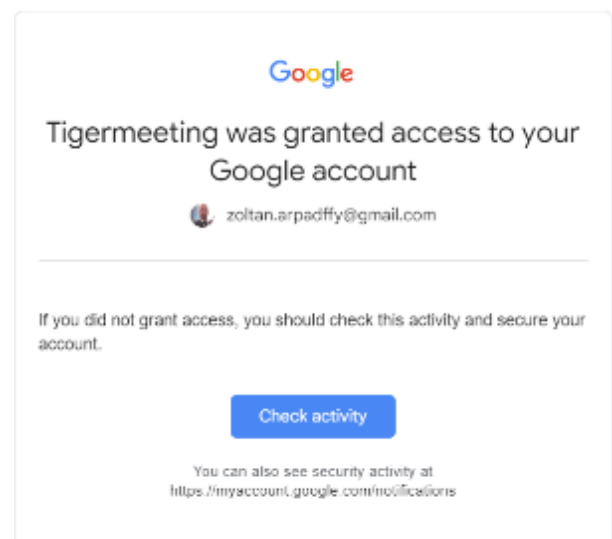 Google
Tigermeeting was granted access to your
Google account
zoltan.arpadffy@gmail.com
If you did not grant access, you should check this activity and secure your
account.
Check activity
You can also see security activity at
https://myaccount.google.com/notifications